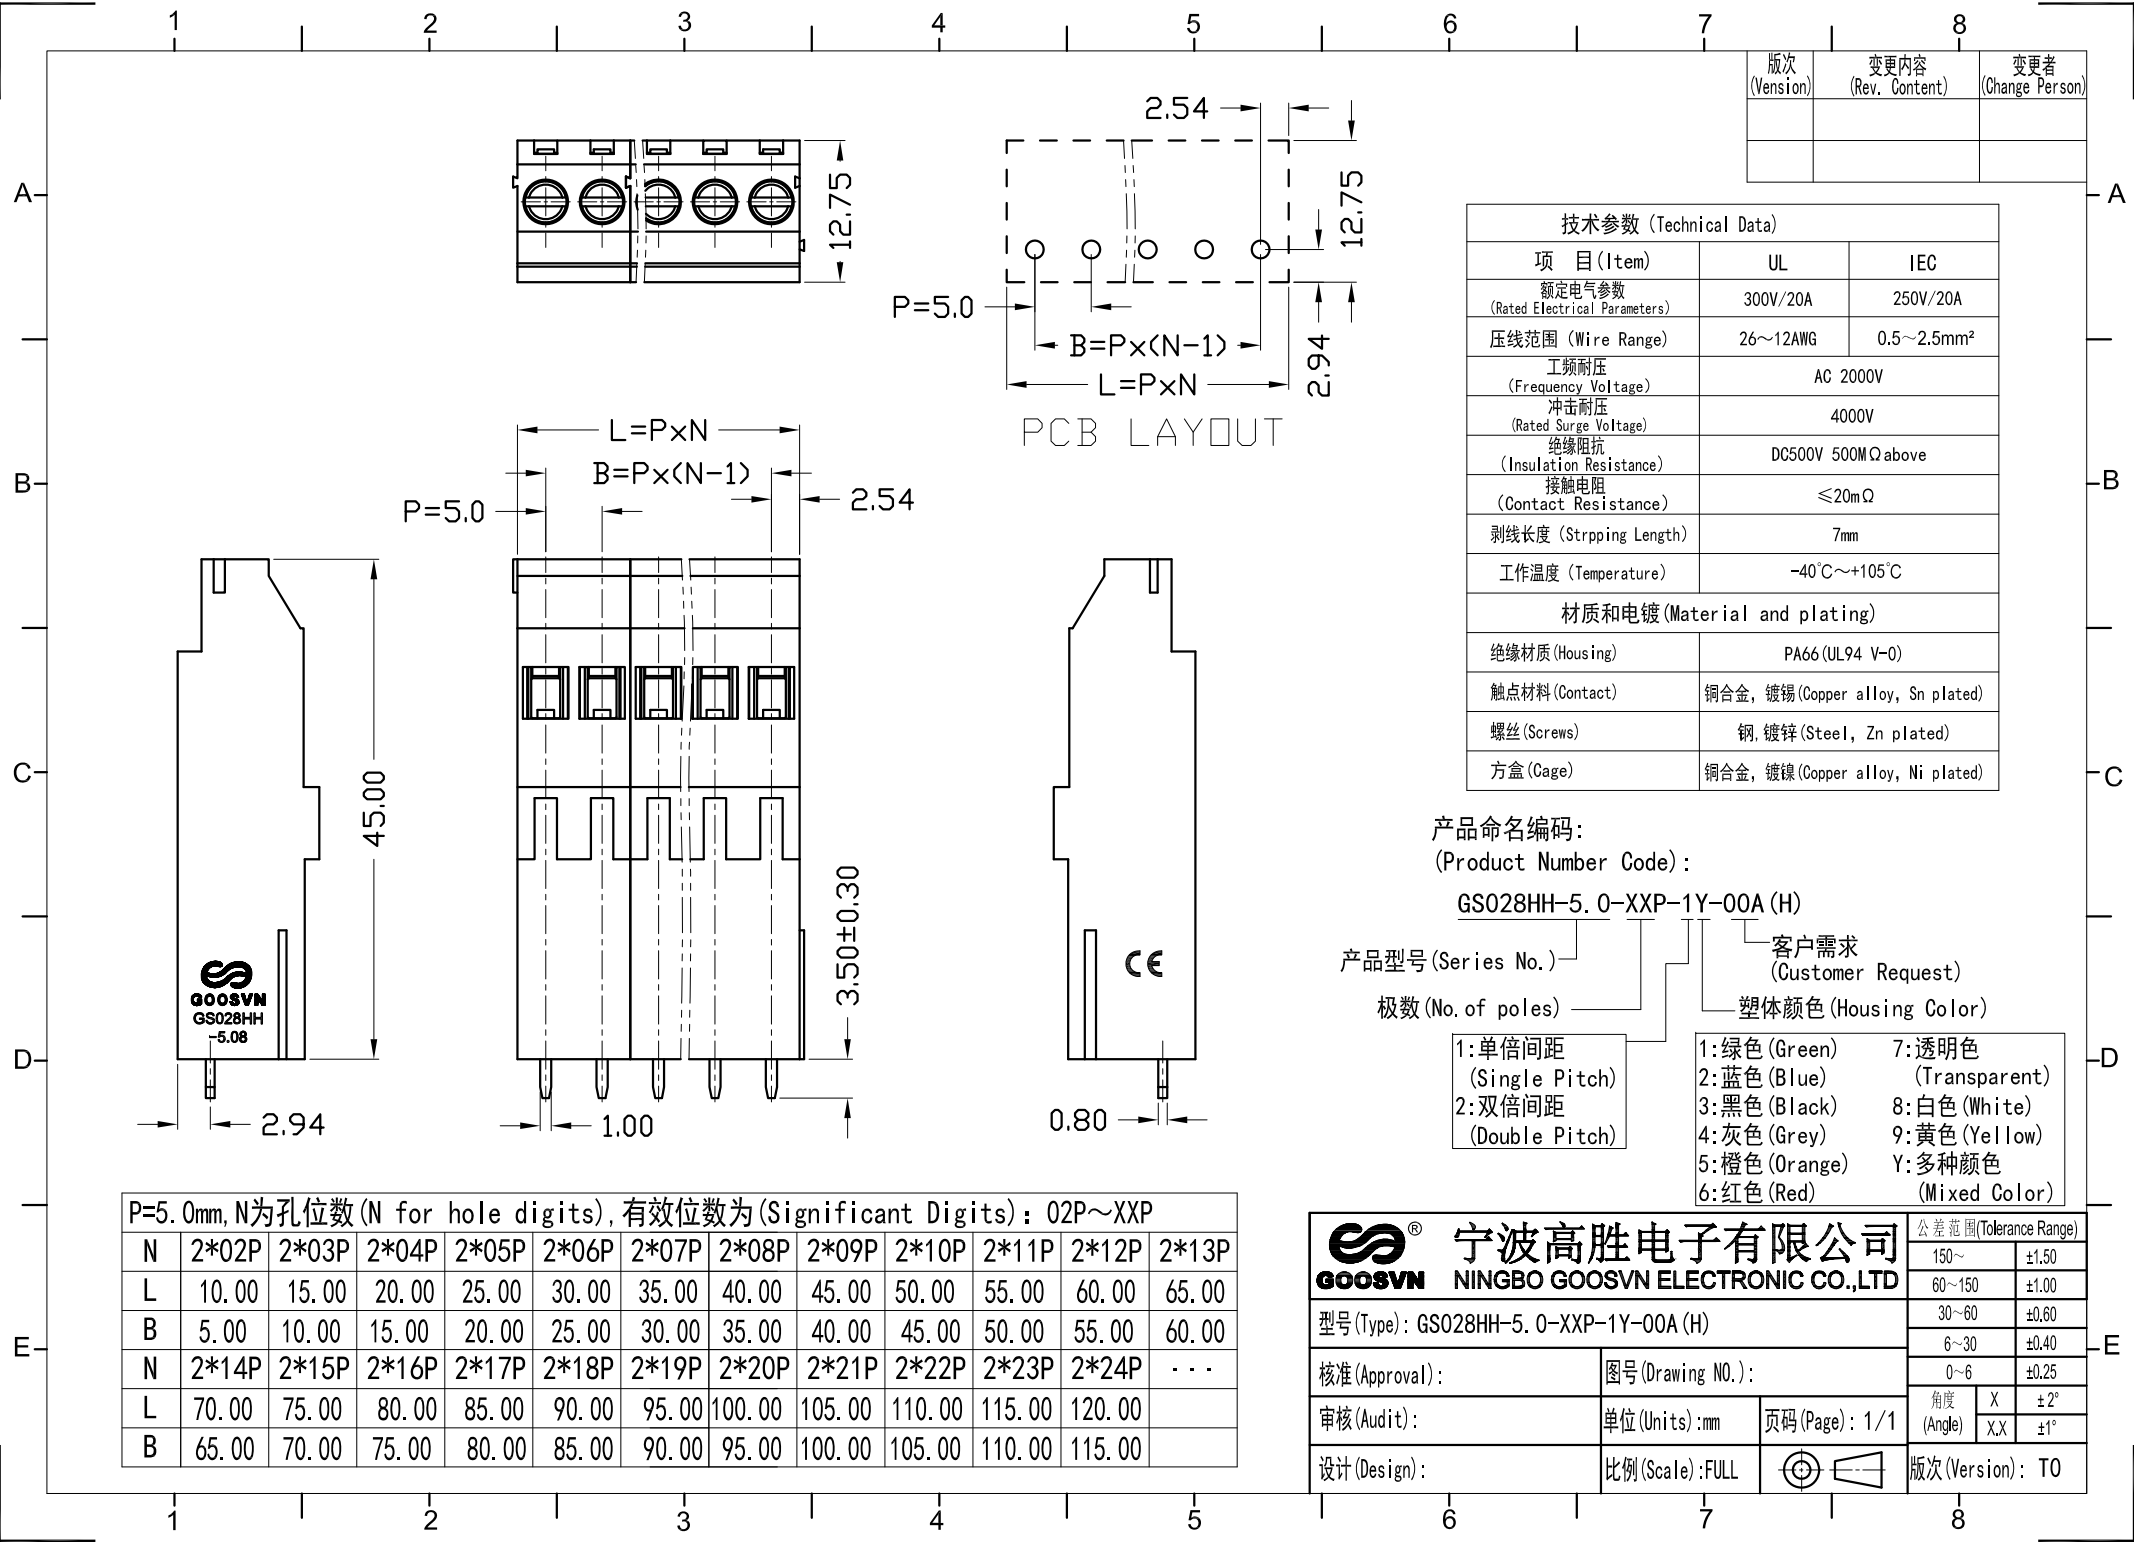 1 2 3 4 5 6 7 8
版次 变更内容 变更者
(Vension) (Rev. Content) (Change Person)
2.54
12.75
12.75
P=5.0
B=P×(N-1)
L=P×N
2.94
PCB LAYOUT
A A
B B
C C
D D
E E
技术参数 (Technical Data)
项 目(Item) UL IEC
额定电气参数
(Rated Electrical Parameters) 300V/20A 250V/20A
压线范围 (Wire Range) 26～12AWG 0.5～2.5mm²
工频耐压
(Frequency Voltage) AC 2000V
冲击耐压
(Rated Surge Voltage) 4000V
绝缘阻抗
(Insulation Resistance) DC500V 500MΩabove
接触电阻
(Contact Resistance) ≤20mΩ
剥线长度 (Strpping Length) 7mm
工作温度 (Temperature) -40℃～+105℃
材质和电镀(Material and plating)
绝缘材质(Housing) PA66(UL94 V-0)
触点材料(Contact) 铜合金, 镀锡(Copper alloy, Sn plated)
螺丝(Screws) 钢,镀锌(Steel, Zn plated)
方盒(Cage) 铜合金, 镀镍(Copper alloy, Ni plated)
L=P×N
B=P×(N-1)
P=5.0
2.54
45.00
3.50±0.30
GOOSVN
GS028HH
-5.08
CE
2.94
1.00
0.80
产品命名编码:
(Product Number Code):
GS028HH-5.0-XXP-1Y-00A(H)
产品型号(Series No.)
客户需求
(Customer Request)
极数(No.of poles)
塑体颜色(Housing Color)
1:单倍间距
(Single Pitch)
2:双倍间距
(Double Pitch)
1:绿色(Green) 7:透明色
2:蓝色(Blue) (Transparent)
3:黑色(Black) 8:白色(White)
4:灰色(Grey) 9:黄色(Yellow)
5:橙色(Orange) Y:多种颜色
6:红色(Red) (Mixed Color)
P=5.0mm,N为孔位数(N for hole digits),有效位数为(Significant Digits): 02P～XXP
N 2*02P 2*03P 2*04P 2*05P 2*06P 2*07P 2*08P 2*09P 2*10P 2*11P 2*12P 2*13P
L 10.00 15.00 20.00 25.00 30.00 35.00 40.00 45.00 50.00 55.00 60.00 65.00
B 5.00 10.00 15.00 20.00 25.00 30.00 35.00 40.00 45.00 50.00 55.00 60.00
N 2*14P 2*15P 2*16P 2*17P 2*18P 2*19P 2*20P 2*21P 2*22P 2*23P 2*24P ---
L 70.00 75.00 80.00 85.00 90.00 95.00 100.00 105.00 110.00 115.00 120.00
B 65.00 70.00 75.00 80.00 85.00 90.00 95.00 100.00 105.00 110.00 115.00
GOOSVN ®
宁波高胜电子有限公司
NINGBO GOOSVN ELECTRONIC CO.,LTD
公差范围(Tolerance Range)
150～ ±1.50
60～150 ±1.00
30～60 ±0.60
6～30 ±0.40
0～6 ±0.25
角度 (Angle) X ±2°
X.X ±1°
型号(Type): GS028HH-5.0-XXP-1Y-00A(H)
核准(Approval): 图号(Drawing NO.):
审核(Audit): 单位(Units):mm 页码(Page): 1/1
设计(Design): 比例(Scale):FULL 版次(Version): T0
1 2 3 4 5 6 7 8